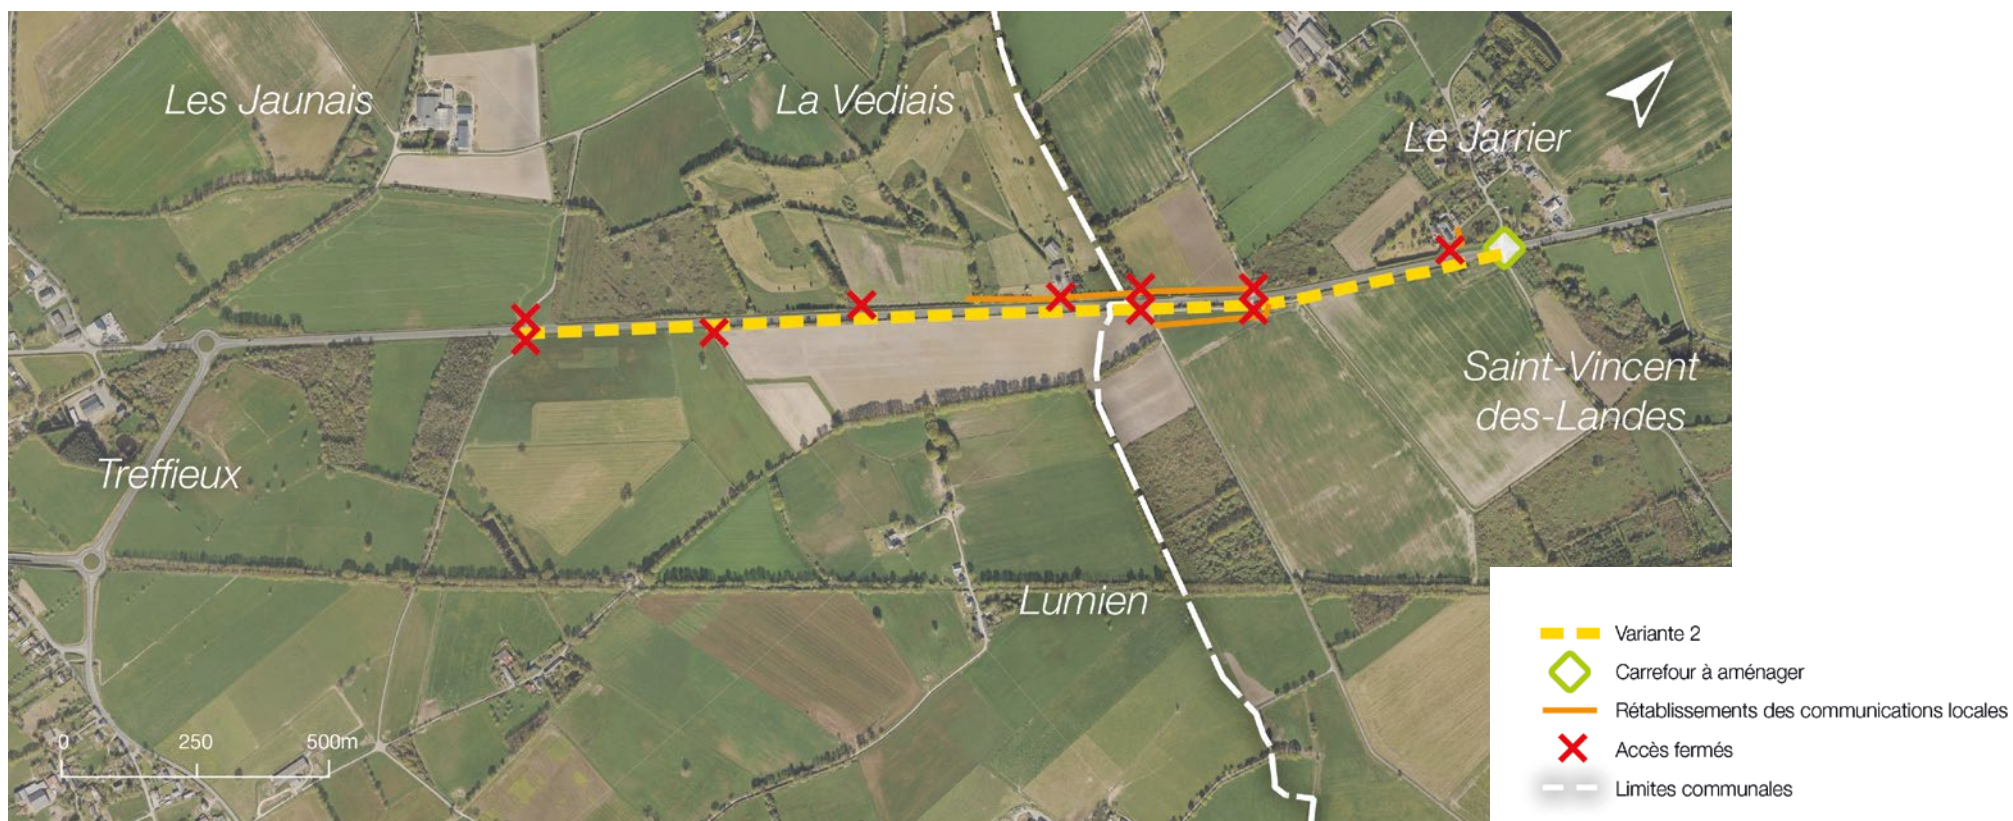 Les Jaunais
La Vediais
Le Jarrier
Saint-Vincent
des-Landes
Treffieux
Lumien
0 250 500m
Variante 2
Carrefour à aménager
Rétablissements des communications locales
Accès fermés
Limites communales